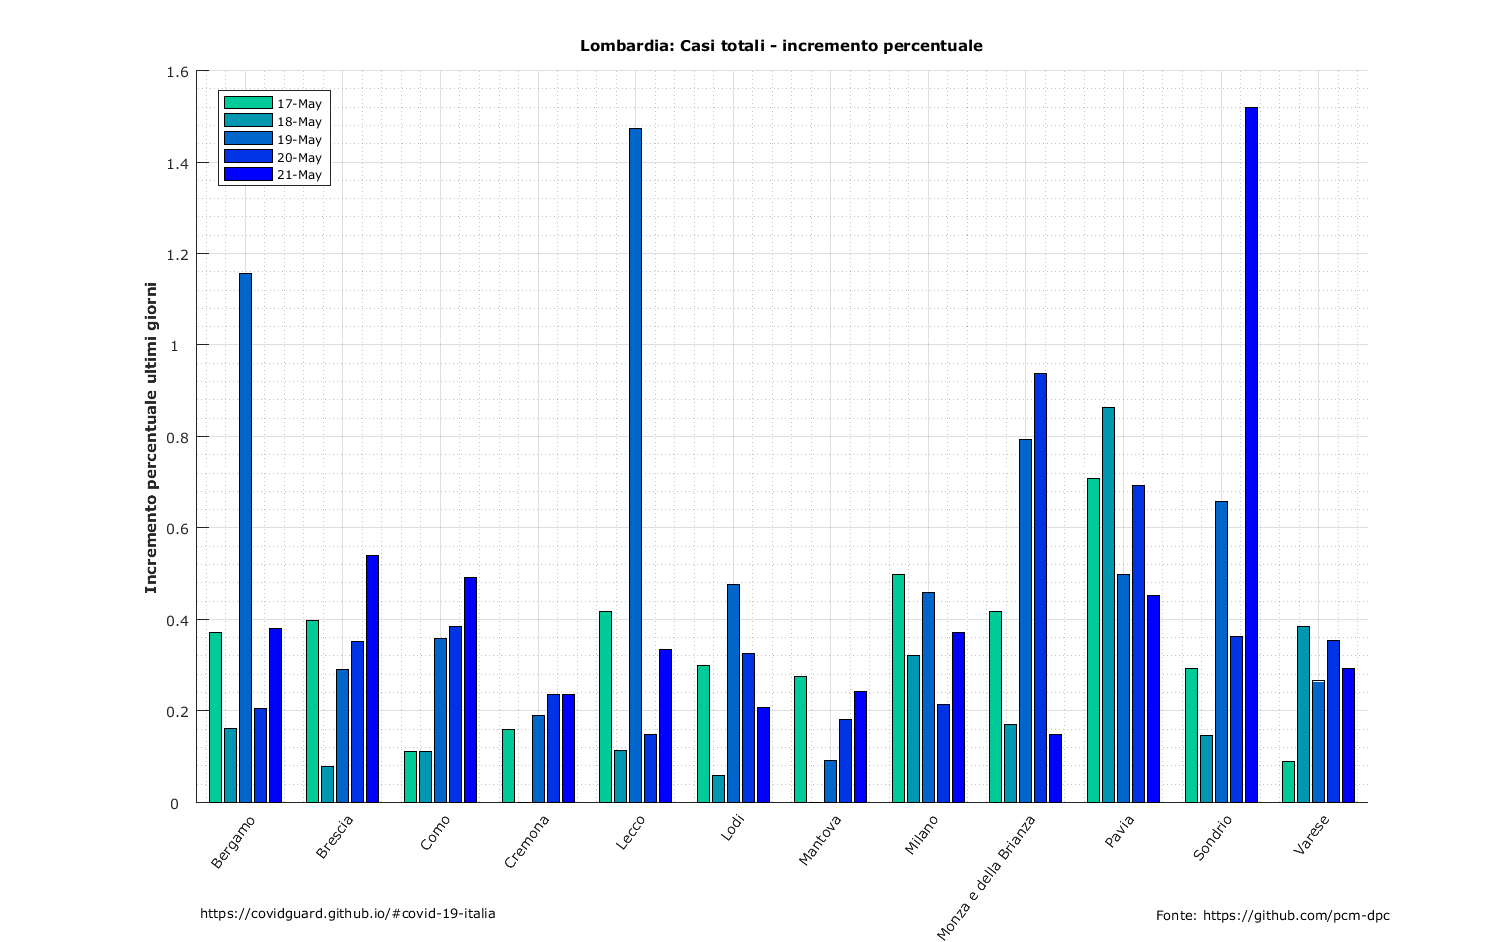 Lombardia: Casi totali - incremento percentuale
1.6
1.4
1.2
1
0.8
0.6
0.4
0.2
0
Incremento percentuale ultimi giorni
17-May
18-May
19-May
20-May
21-May
Bergamo
Brescia
Como
Cremona
Lecco
Lodi
Mantova
Milano
Monza e della Brianza
Pavia
Sondrio
Varese
https://covidguard.github.io/#covid-19-italia
Fonte: https://github.com/pcm-dpc